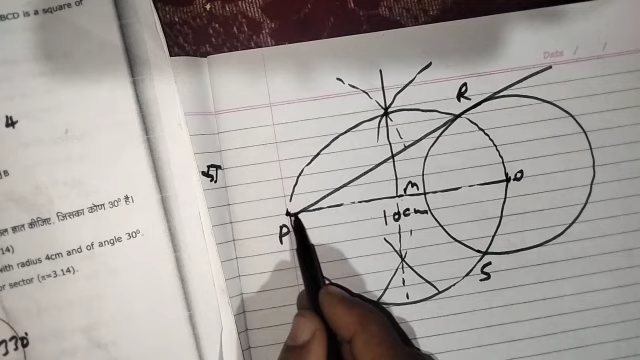 BCD is a square of
4
ज्ञात कीजिए, जिसका कोण 30° है।
14)
with radius 4cm and of angle 30°.
or sector (π=3.14).
330°
Date / /
R
M
O
10cm
P
S